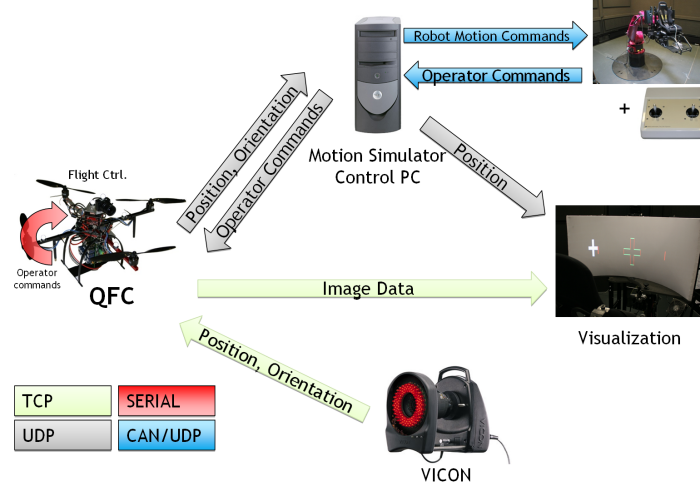 Robot Motion Commands
Operator Commands
+
Motion Simulator
Control PC
Position, Orientation
Operator Commands
Position
Flight Ctrl.
Operator
commands
QFC
Image Data
Visualization
Position, Orientation
TCP
SERIAL
UDP
CAN/UDP
VICON
VICON